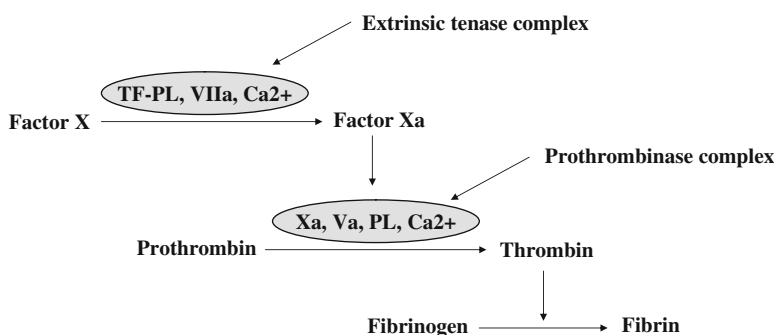 Extrinsic tenase complex
TF-PL, VIIa, Ca2+
Factor X
Factor Xa
Prothrombinase complex
Xa, Va, PL, Ca2+
Prothrombin
Thrombin
Fibrinogen
Fibrin